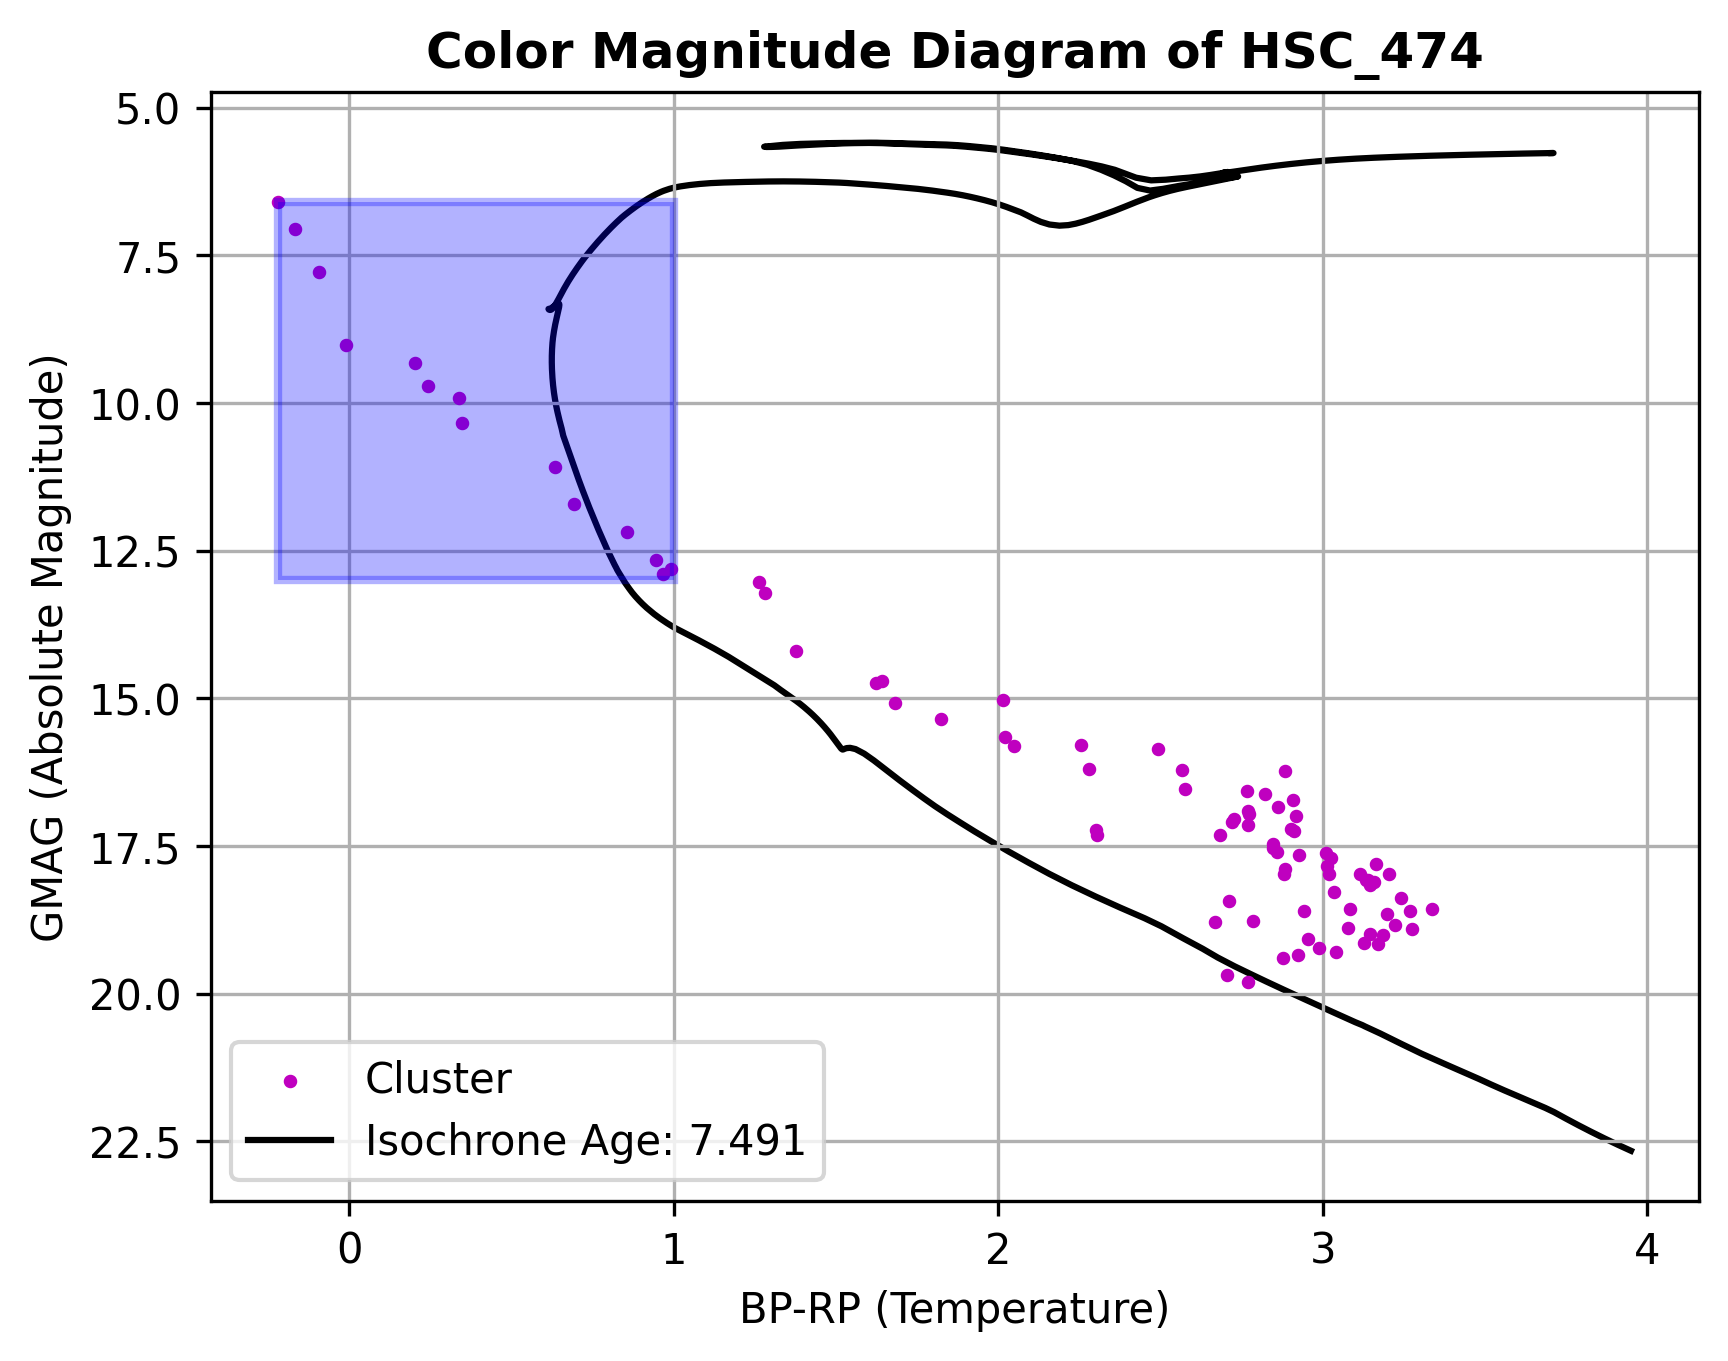 Color Magnitude Diagram of HSC_474
GMAG (Absolute Magnitude)
5.0
7.5
10.0
12.5
15.0
17.5
20.0
22.5
Cluster
Isochrone Age: 7.491
0 1 2 3 4
BP-RP (Temperature)